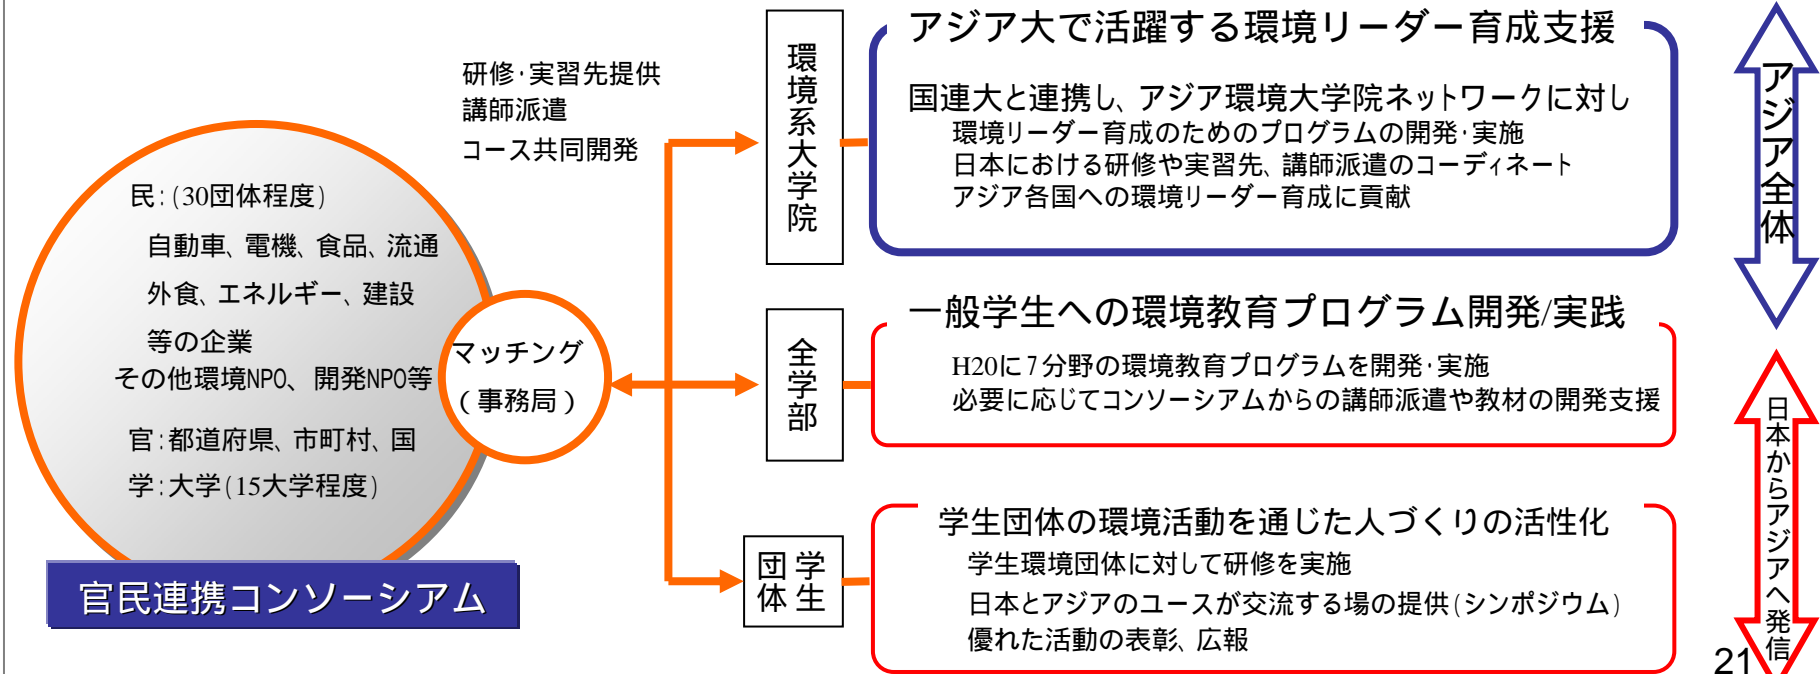 研修･実習先提供
講師派遣
コース共同開発
民：(30団体程度)
自動車、電機、食品、流通
外食、エネルギー、建設
等の企業
その他環境NPO、開発NPO等
官：都道府県、市町村、国
学：大学(15大学程度)
官民連携コンソーシアム
マッチング
（事務局）
環境系大学院
アジア大で活躍する環境リーダー育成支援
国連大と連携し、アジア環境大学院ネットワークに対し
環境リーダー育成のためのプログラムの開発･実施
日本における研修や実習先、講師派遣のコーディネート
アジア各国への環境リーダー育成に貢献
全学部
一般学生への環境教育プログラム開発/実践
H20に７分野の環境教育プログラムを開発･実施
必要に応じてコンソーシアムからの講師派遣や教材の開発支援
学生
団体
学生団体の環境活動を通じた人づくりの活性化
学生環境団体に対して研修を実施
日本とアジアのユースが交流する場の提供(シンポジウム)
優れた活動の表彰、広報
アジア全体
日本からアジアへ発信
21